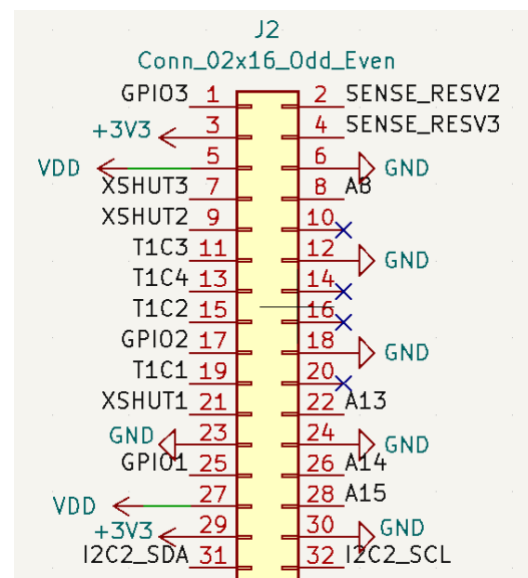 J2
Conn_02x16_Odd_Even
GPIO3 1 2 SENSE_RESV2
+3V3 3 4 SENSE_RESV3
VDD 5 6 GND
XSHUT3 7 8 A8
XSHUT2 9 10
T1C3 11 12 GND
T1C4 13 14
T1C2 15 16
GPIO2 17 18 GND
T1C1 19 20
XSHUT1 21 22 A13
GND 23 24 GND
GPIO1 25 26 A14
VDD 27 28 A15
+3V3 29 30 GND
I2C2_SDA 31 32 I2C2_SCL